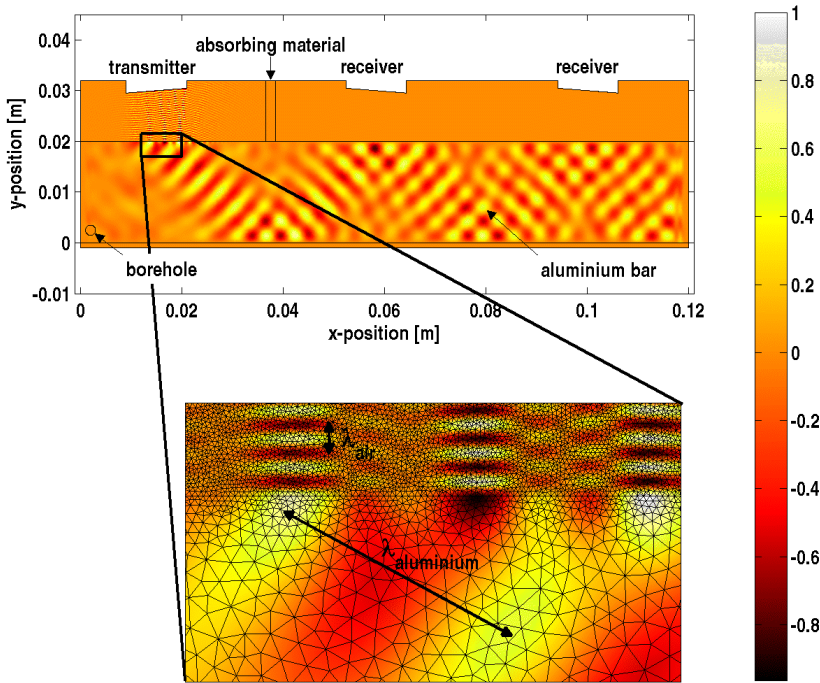 absorbing material
transmitter
receiver
receiver
borehole
aluminium bar
y-position [m]
0.04
0.03
0.02
0.01
0
-0.01
0
0.02
0.04
0.06
0.08
0.1
0.12
x-position [m]
1
0.8
0.6
0.4
0.2
0
-0.2
-0.4
-0.6
-0.8
λair
λaluminium